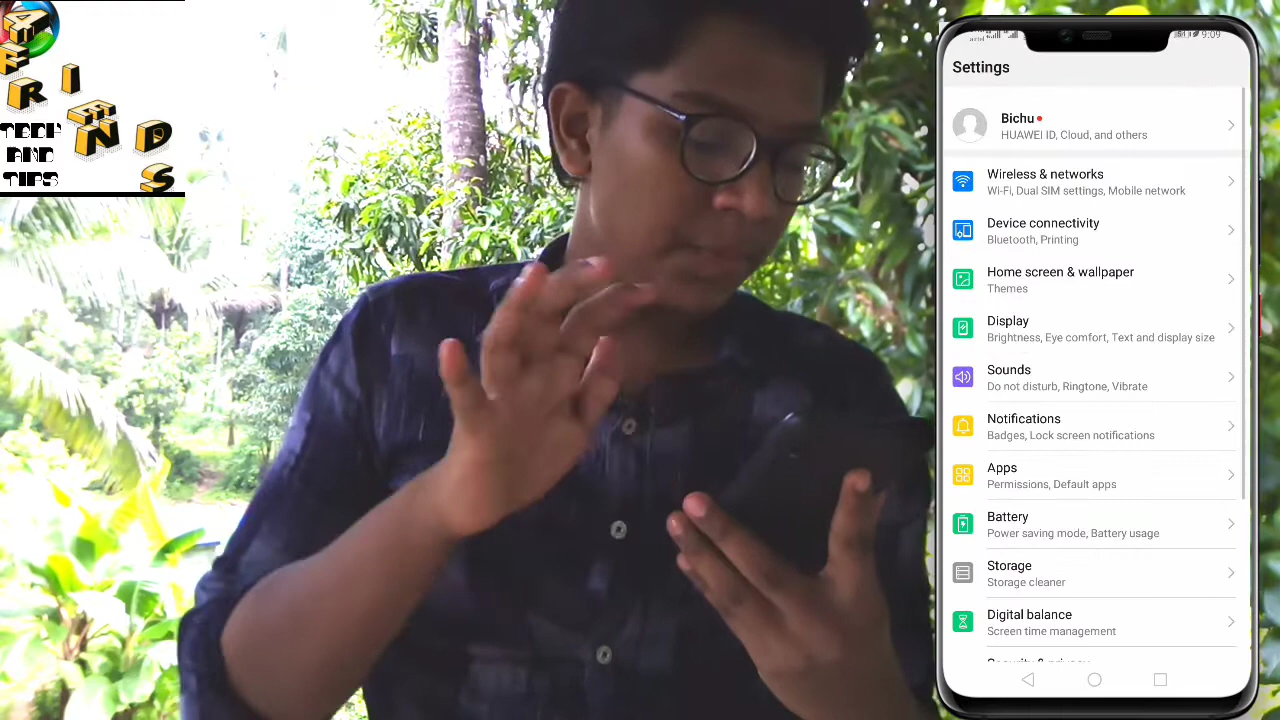 FRIENDS
TECH
AND
TIPS
9:09
Settings
Bichu
HUAWEI ID, Cloud, and others
Wireless & networks
Wi-Fi, Dual SIM settings, Mobile network
Device connectivity
Bluetooth, Printing
Home screen & wallpaper
Themes
Display
Brightness, Eye comfort, Text and display size
Sounds
Do not disturb, Ringtone, Vibrate
Notifications
Badges, Lock screen notifications
Apps
Permissions, Default apps
Battery
Power saving mode, Battery usage
Storage
Storage cleaner
Digital balance
Screen time management